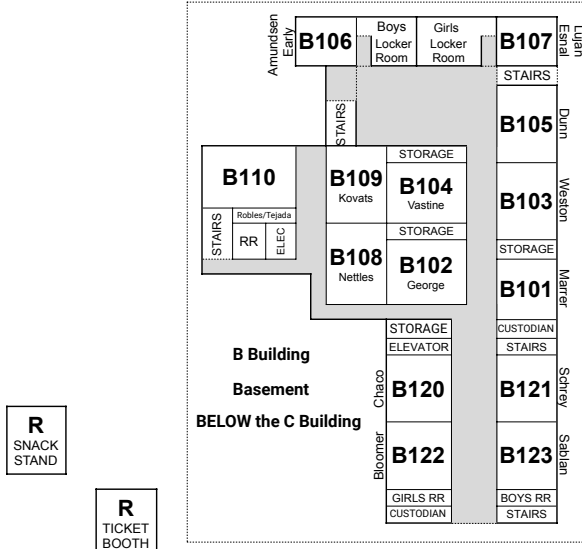 Amundsen
Early
B106
Boys
Locker
Room
Girls
Locker
Room
B107
Esnal
Lujan
STAIRS
STAIRS
B105
Dunn
STORAGE
B110
B109
Kovats
B104
Vastine
B103
Weston
Robles/Tejada
STAIRS
RR
ELEC
STORAGE
B108
Nettles
B102
George
STORAGE
B101
Marrer
STORAGE
CUSTODIAN
ELEVATOR
STAIRS
B Building
Basement
BELOW the C Building
Chaco
B120
B121
Schrey
Bloomer
B122
B123
Sablan
GIRLS RR
BOYS RR
CUSTODIAN
STAIRS
R
SNACK
STAND
R
TICKET
BOOTH